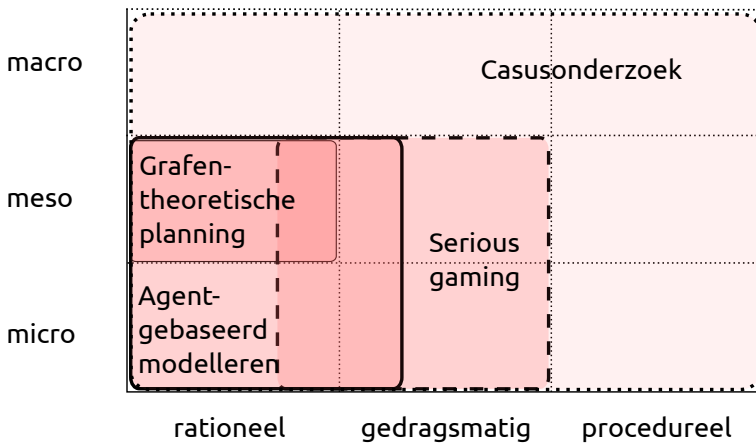 macro
Casusonderzoek
meso
Grafen-
theoretische
planning
Serious
gaming
micro
Agent-
gebaseerd
modelleren
rationeel
gedragsmatig
procedureel